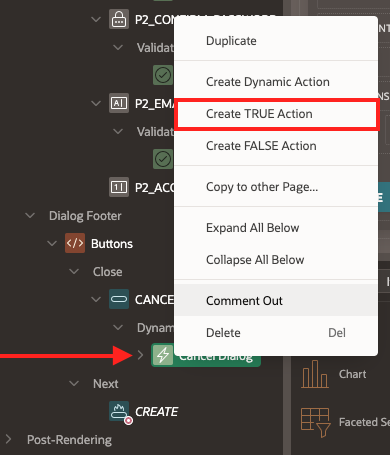 P2_CONFIRM_PASSWORD
Validat
P2_EMA
Validat
P2_ACC
Dialog Footer
Buttons
Close
CANCE
Dynam
Cancel Dialog
Next
CREATE
Post-Rendering
Duplicate
Create Dynamic Action
Create TRUE Action
Create FALSE Action
Copy to other Page...
Expand All Below
Collapse All Below
Comment Out
Delete Del
NT
NS
E
Chart
Faceted Se